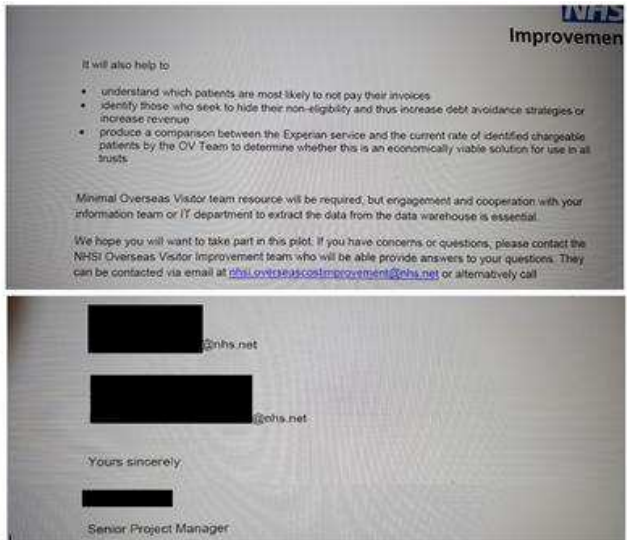 NHS
Improvemen
It will also help to
• understand which patients are most likely to not pay their invoices
• identify those who seek to hide their non-eligibility and thus increase debt avoidance strategies or
increase revenue
• produce a comparison between the Experian service and the current rate of identified chargeable
patients by the OV Team to determine whether this is an economically viable solution for use in all
trusts
Minimal Overseas Visitor team resource will be required, but engagement and cooperation with your
information team or IT department to extract the data from the data warehouse is essential.
We hope you will want to take part in this pilot. If you have concerns or questions, please contact the
NHSI Overseas Visitor Improvement team who will be able provide answers to your questions. They
can be contacted via email at nhsi.overseascostimprovement@nhs.net or alternatively call
@nhs.net
@nhs.net
Yours sincerely
Senior Project Manager